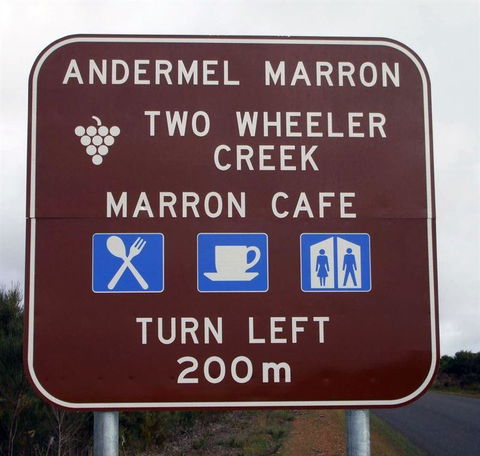 ANDERMEL MARRON
TWO WHEELER
CREEK
MARRON CAFE
TURN LEFT
200m